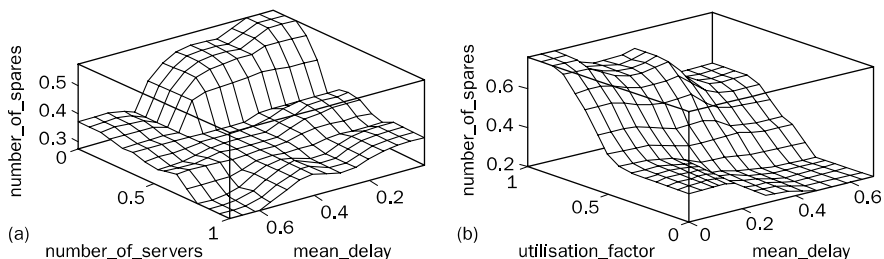 number_of_spares
0.5
0.4
0.3
0
0.5
1
0.6
0.4
0.2
(a)
number_of_servers
mean_delay
number_of_spares
0.6
0.4
0.2
1
0.5
0
0
0.2
0.4
0.6
(b)
utilisation_factor
mean_delay